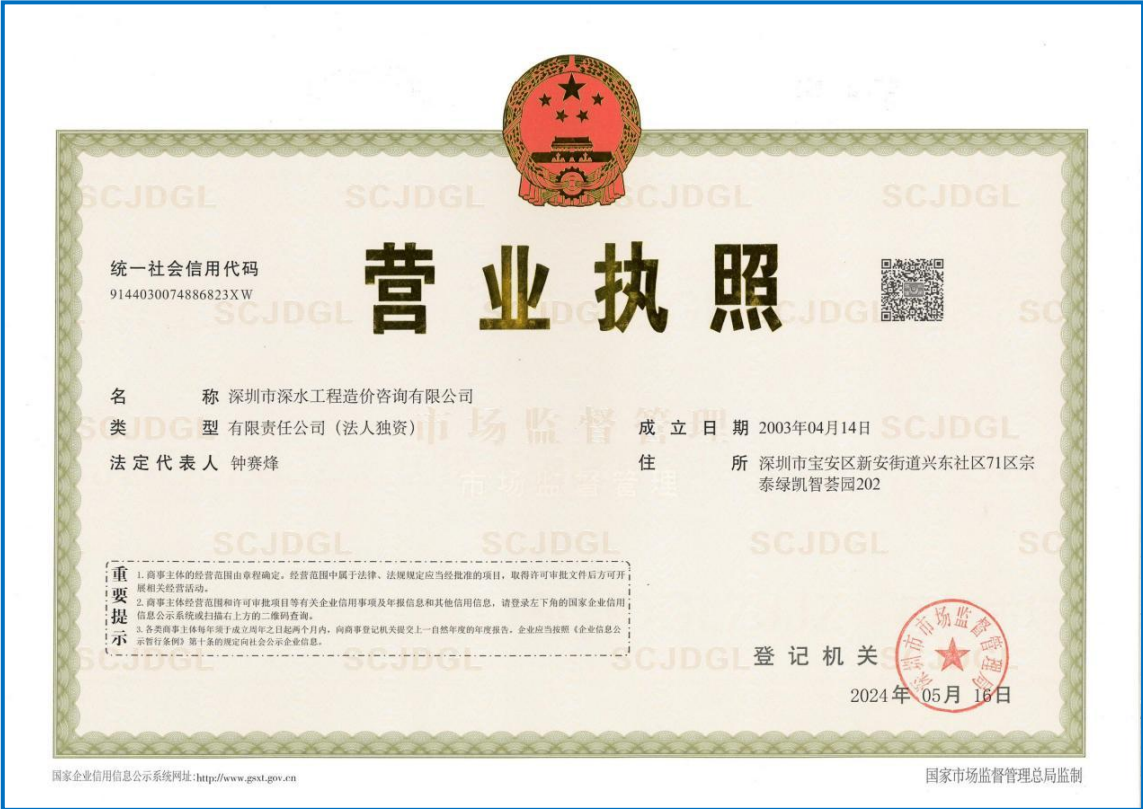 营业执照
统一社会信用代码
9144030074886823XW
名 称 深圳市深水工程造价咨询有限公司
类 型 有限责任公司（法人独资）
法定代表人 钟赛烽
成立日期 2003年04月14日
住 所 深圳市宝安区新安街道兴东社区71区宗
泰绿凯智荟园202
重要提示
1.商事主体的经营范围由章程确定。经营范围中属于法律、法规规定应当经批准的项目，取得许可审批文件后方可开
展相关经营活动。
2.商事主体经营范围和许可审批项目等有关企业信用事项及年报信息和其他信用信息，请登录左下角的国家企业信用
信息公示系统或扫描右上方的二维码查询。
3.各类商事主体每年须于成立周年之日起两个月内，向商事登记机关提交上一自然年度的年度报告。企业应当按照《企业信息公
示暂行条例》第十条的规定向社会公示企业信息。
登记机关
深圳市市场监督管理局
2024年05月16日
国家企业信用信息公示系统网址:http://www.gsxt.gov.cn
国家市场监督管理总局监制
SCJDGL
市场监督管理